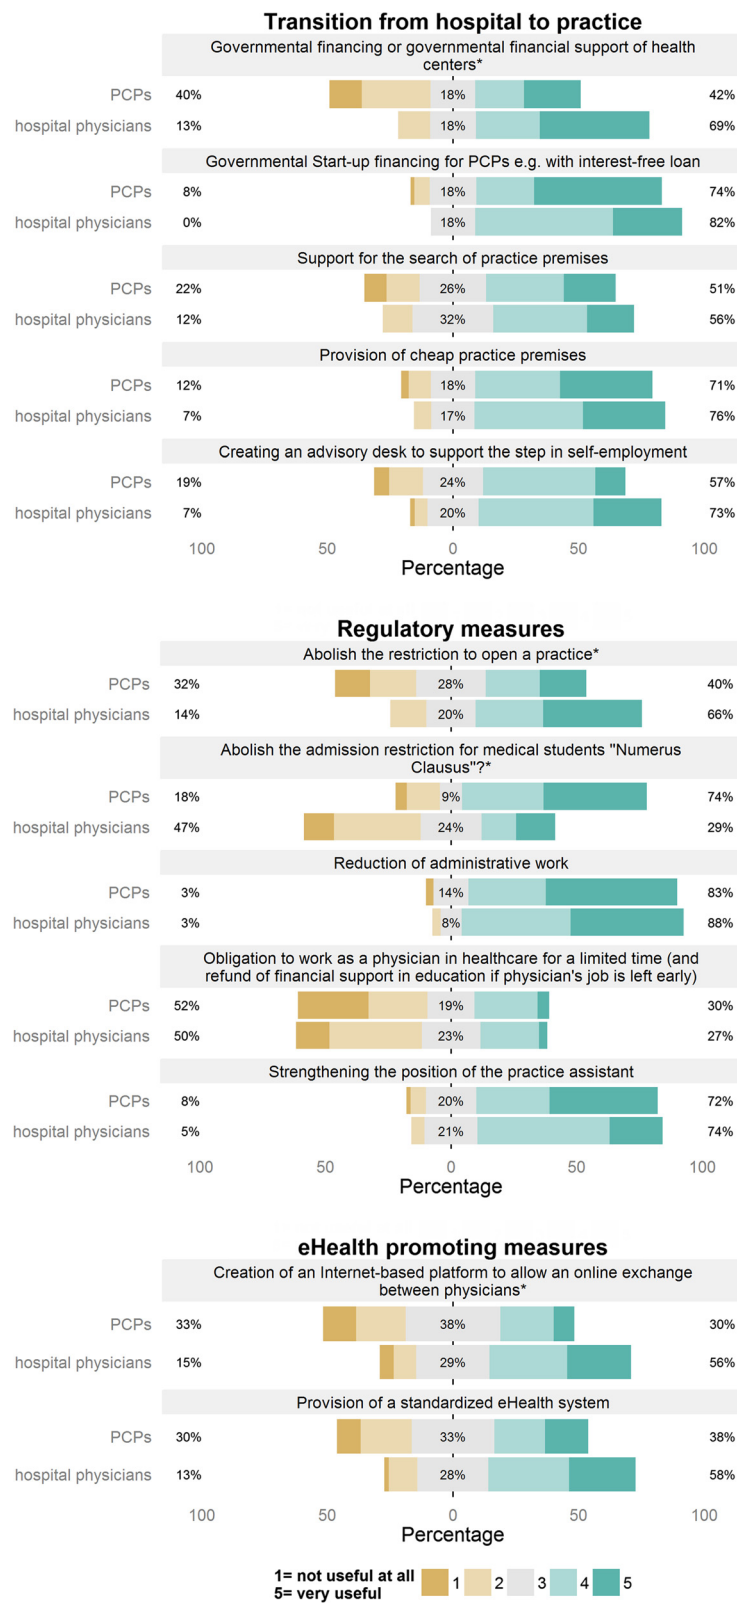 Transition from hospital to practice
Governmental financing or governmental financial support of health
centers*
PCPs 40% 18% 42%
hospital physicians 13% 18% 69%
Governmental Start-up financing for PCPs e.g. with interest-free loan
PCPs 8% 18% 74%
hospital physicians 0% 18% 82%
Support for the search of practice premises
PCPs 22% 26% 51%
hospital physicians 12% 32% 56%
Provision of cheap practice premises
PCPs 12% 18% 71%
hospital physicians 7% 17% 76%
Creating an advisory desk to support the step in self-employment
PCPs 19% 24% 57%
hospital physicians 7% 20% 73%
100 50 0 50 100
Percentage
Regulatory measures
Abolish the restriction to open a practice*
PCPs 32% 28% 40%
hospital physicians 14% 20% 66%
Abolish the admission restriction for medical students "Numerus
Clausus"?*
PCPs 18% 9% 74%
hospital physicians 47% 24% 29%
Reduction of administrative work
PCPs 3% 14% 83%
hospital physicians 3% 8% 88%
Obligation to work as a physician in healthcare for a limited time (and
refund of financial support in education if physician's job is left early)
PCPs 52% 19% 30%
hospital physicians 50% 23% 27%
Strengthening the position of the practice assistant
PCPs 8% 20% 72%
hospital physicians 5% 21% 74%
100 50 0 50 100
Percentage
eHealth promoting measures
Creation of an Internet-based platform to allow an online exchange
between physicians*
PCPs 33% 38% 30%
hospital physicians 15% 29% 56%
Provision of a standardized eHealth system
PCPs 30% 33% 38%
hospital physicians 13% 28% 58%
100 50 0 50 100
Percentage
1= not useful at all
5= very useful
1 2 3 4 5